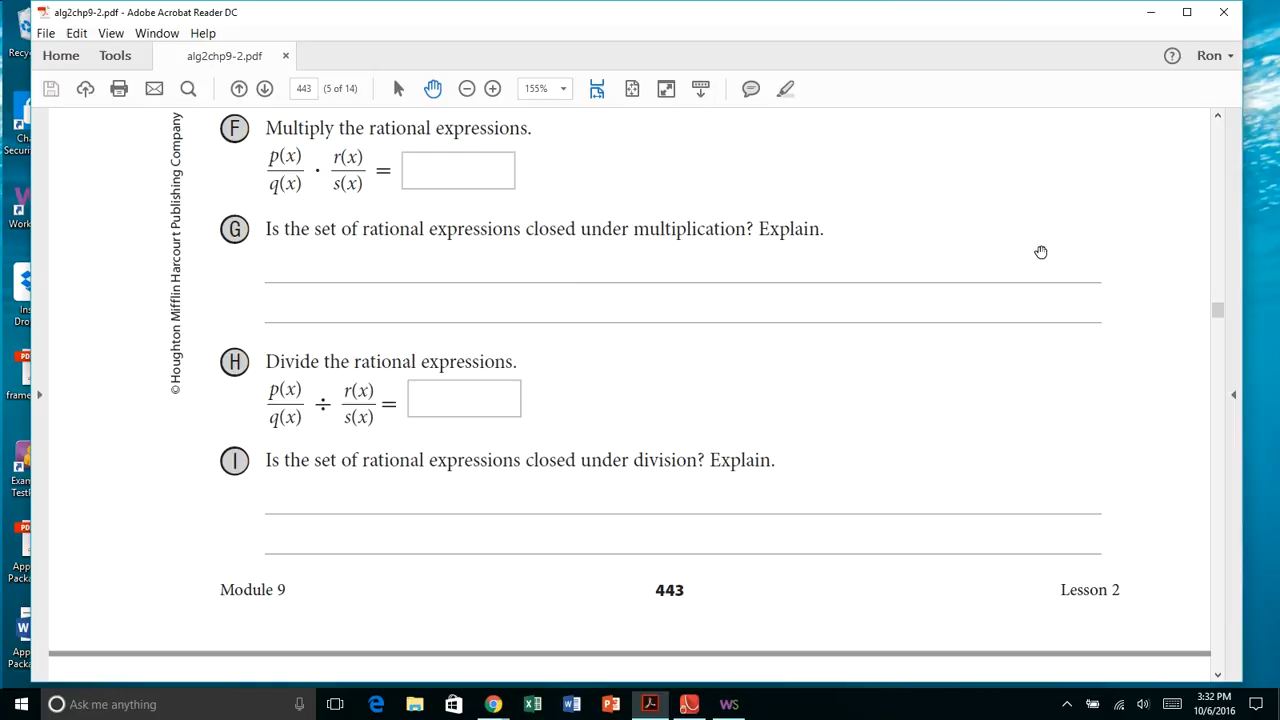 alg2chp9-2.pdf - Adobe Acrobat Reader DC
File Edit View Window Help
Home Tools alg2chp9-2.pdf × Ron
443 (5 of 14) 155%
© Houghton Mifflin Harcourt Publishing Company
F Multiply the rational expressions.
p(x)/q(x) · r(x)/s(x) =
G Is the set of rational expressions closed under multiplication? Explain.
H Divide the rational expressions.
p(x)/q(x) ÷ r(x)/s(x) =
I Is the set of rational expressions closed under division? Explain.
Module 9 443 Lesson 2
Ask me anything
3:32 PM
10/6/2016